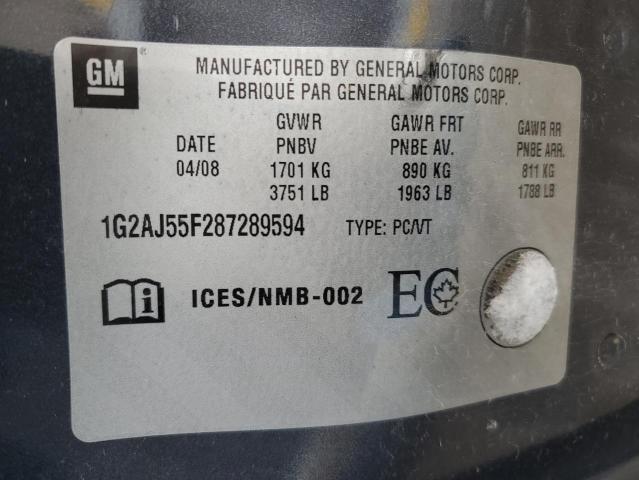 GM
MANUFACTURED BY GENERAL MOTORS CORP.
FABRIQUÉ PAR GENERAL MOTORS CORP.
GVWR GAWR FRT GAWR RR
DATE PNBV PNBE AV. PNBE ARR.
04/08 1701 KG 890 KG 811 KG
3751 LB 1963 LB 1788 LB
1G2AJ55F287289594 TYPE: PC/VT
i ICES/NMB-002 EC